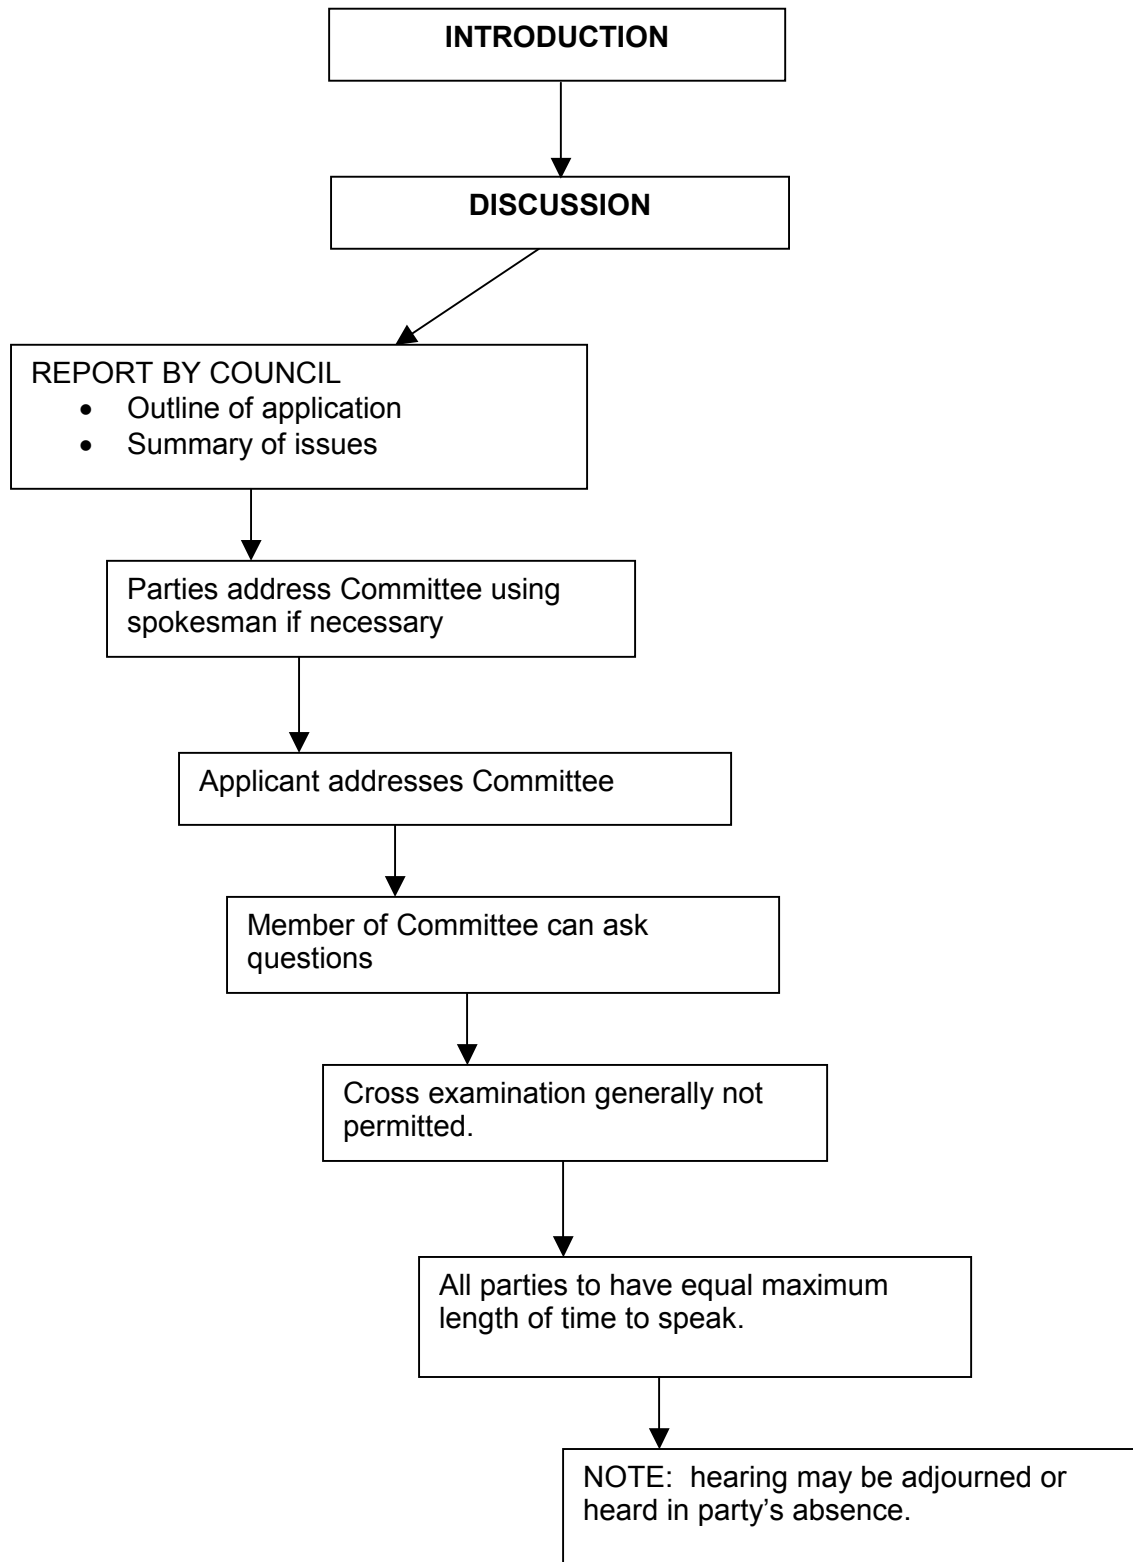 INTRODUCTION
DISCUSSION
REPORT BY COUNCIL
• Outline of application
• Summary of issues
Parties address Committee using
spokesman if necessary
Applicant addresses Committee
Member of Committee can ask
questions
Cross examination generally not
permitted.
All parties to have equal maximum
length of time to speak.
NOTE:  hearing may be adjourned or
heard in party’s absence.